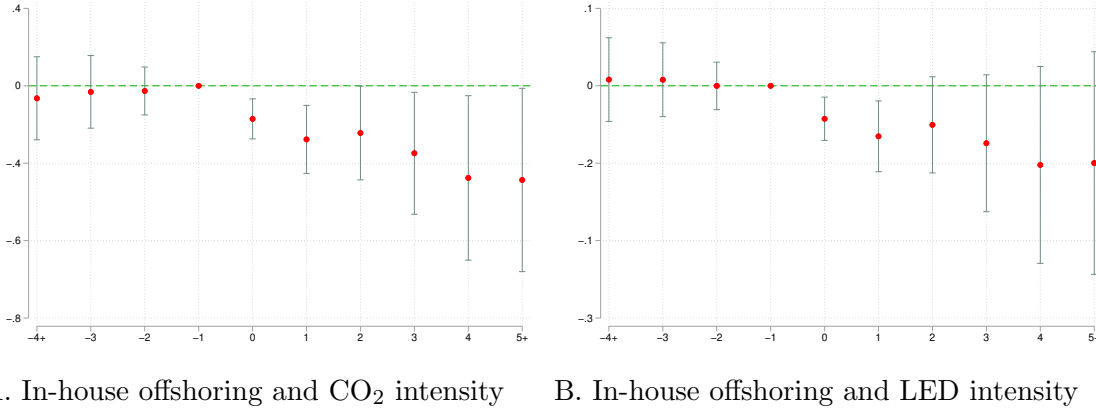 .4 .1
0 0
-.4 -.2
-.6 -.1
-.8 -.3
-4+ -3 -2 -1 0 1 2 3 4 5+ -4+ -3 -2 -1 0 1 2 3 4
. In-house offshoring and CO₂ intensity B. In-house offshoring and LED intensity